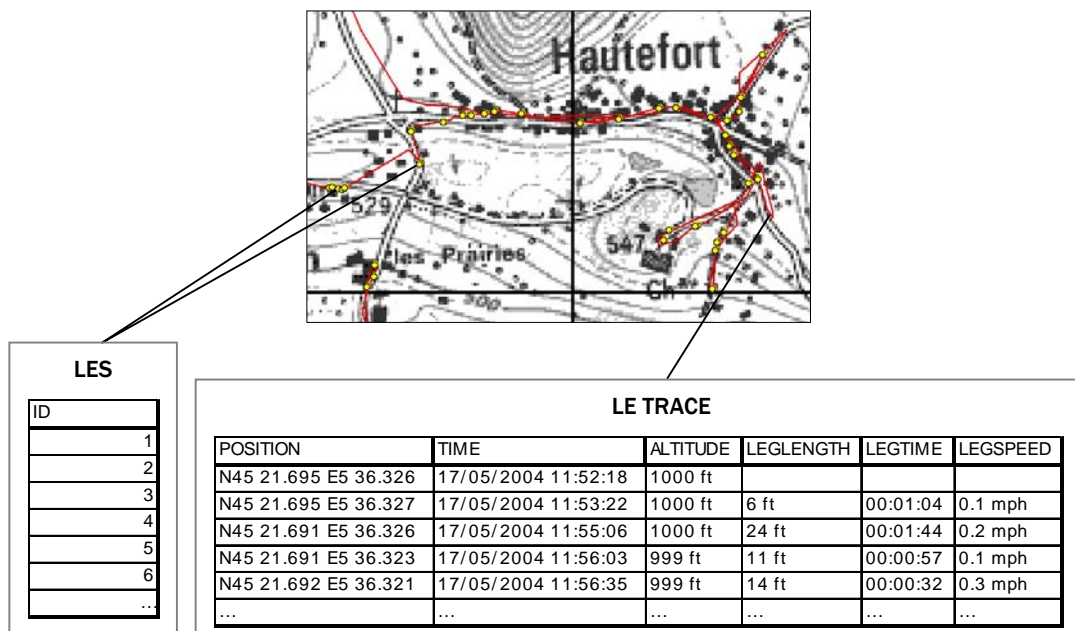 Hautefort
529
547
les Prairies
Ch
500
LES
ID
1
2
3
4
5
6
...
LE TRACE
POSITION TIME ALTITUDE LEGLENGTH LEGTIME LEGSPEED
N45 21.695 E5 36.326 17/05/2004 11:52:18 1000 ft
N45 21.695 E5 36.327 17/05/2004 11:53:22 1000 ft 6 ft 00:01:04 0.1 mph
N45 21.691 E5 36.326 17/05/2004 11:55:06 1000 ft 24 ft 00:01:44 0.2 mph
N45 21.691 E5 36.323 17/05/2004 11:56:03 999 ft 11 ft 00:00:57 0.1 mph
N45 21.692 E5 36.321 17/05/2004 11:56:35 999 ft 14 ft 00:00:32 0.3 mph
... ... ... ... ... ...